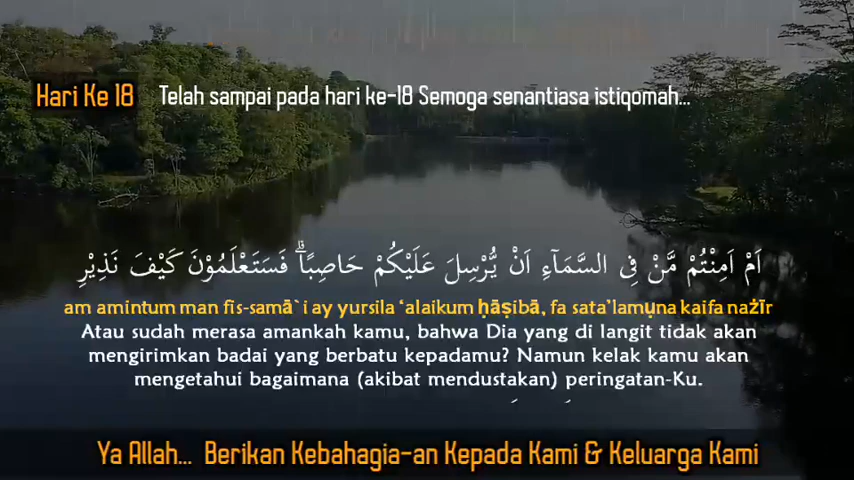 Hari Ke 18
Telah sampai pada hari ke-18 Semoga senantiasa istiqomah...
اَمْ اَمِنْتُمْ مَّنْ فِى السَّمَاۤءِ اَنْ يُّرْسِلَ عَلَيْكُمْ حَاصِبًاۗ فَسَتَعْلَمُوْنَ كَيْفَ نَذِيْرِ
am amintum man fis-samā`i ay yursila ‘alaikum ḥāṣibā, fa sata'lamụna kaifa nażīr
Atau sudah merasa amankah kamu, bahwa Dia yang di langit tidak akan
mengirimkan badai yang berbatu kepadamu? Namun kelak kamu akan
mengetahui bagaimana (akibat mendustakan) peringatan-Ku.
Ya Allah... Berikan Kebahagia-an Kepada Kami & Keluarga Kami